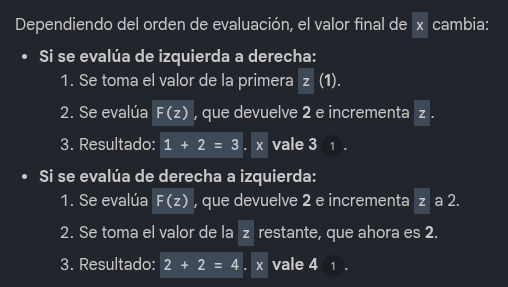 Dependiendo del orden de evaluación, el valor final de x cambia:
• Si se evalúa de izquierda a derecha:
1. Se toma el valor de la primera z (1).
2. Se evalúa F(z), que devuelve 2 e incrementa z.
3. Resultado: 1 + 2 = 3. x vale 3 1.
• Si se evalúa de derecha a izquierda:
1. Se evalúa F(z), que devuelve 2 e incrementa z a 2.
2. Se toma el valor de la z restante, que ahora es 2.
3. Resultado: 2 + 2 = 4. x vale 4 1.